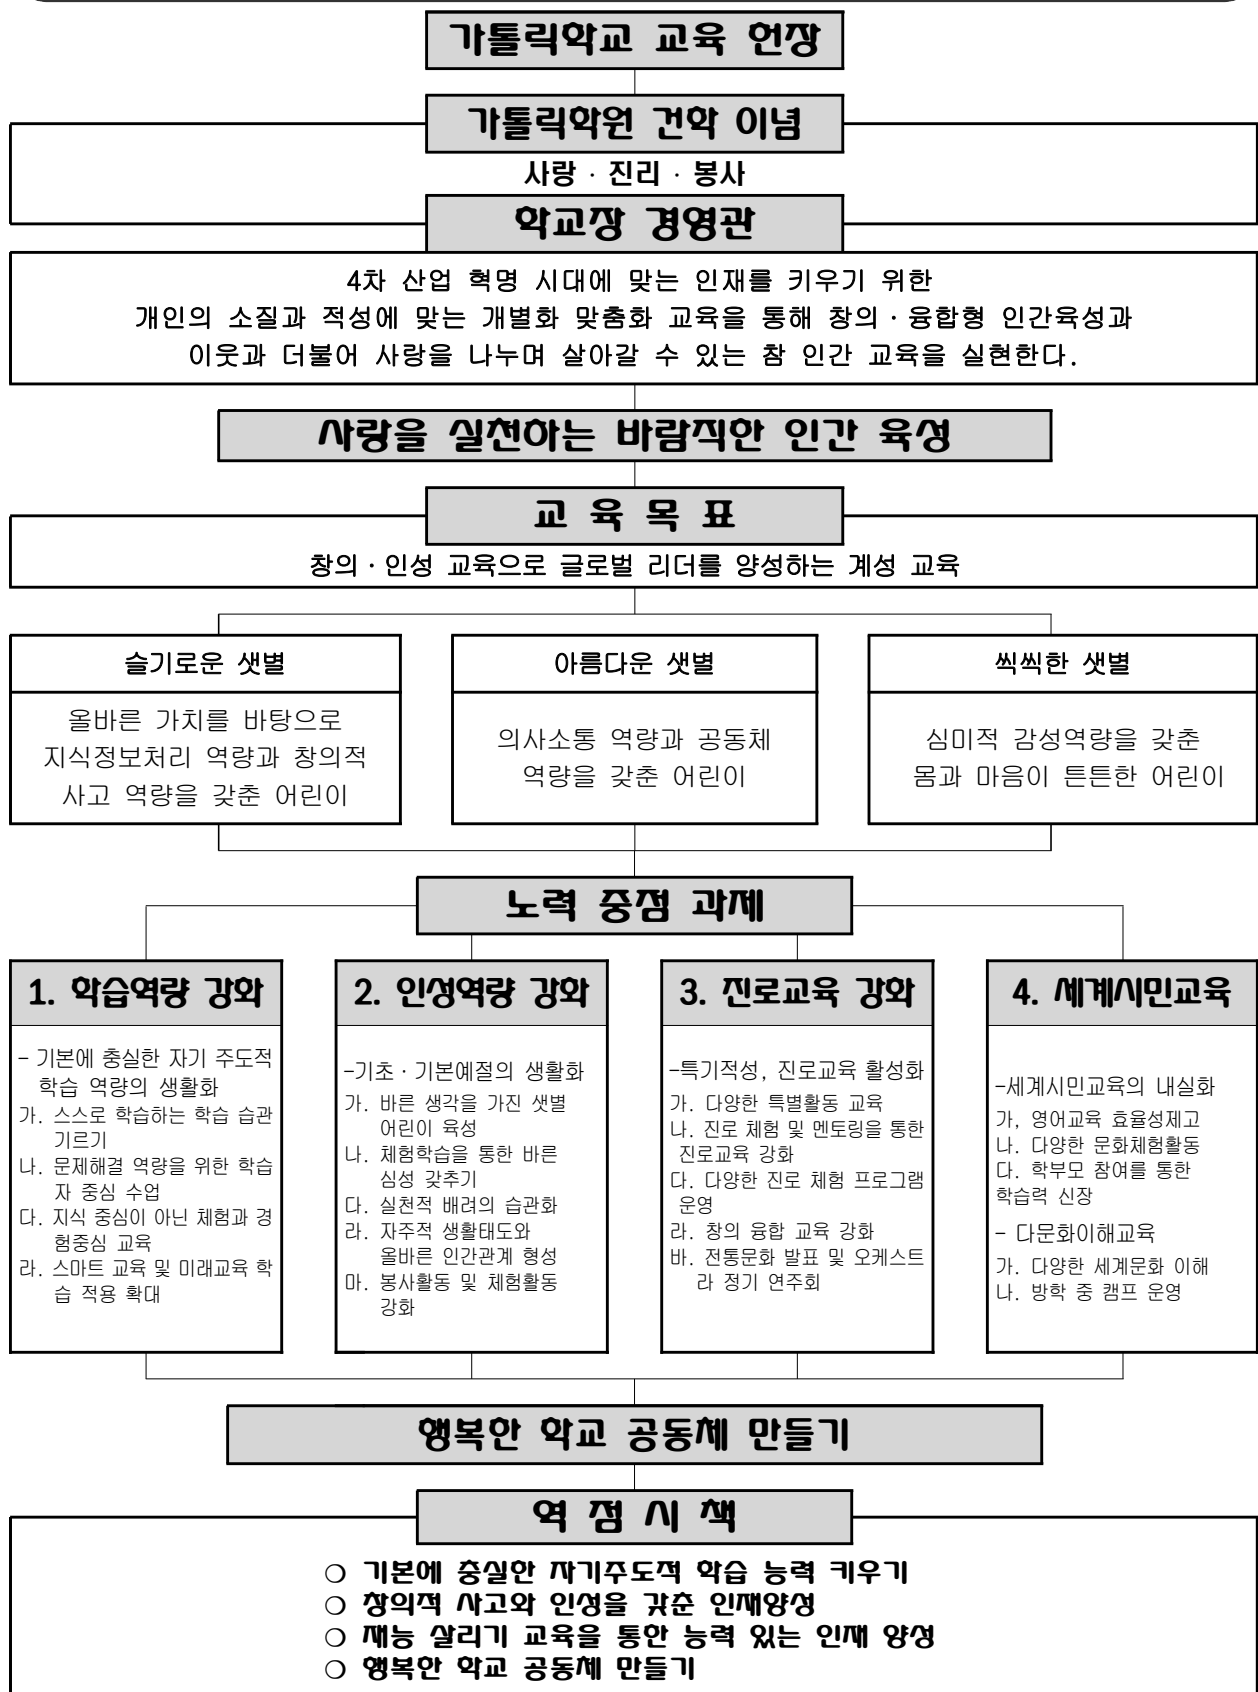 가톨릭학교 교육 헌장
가톨릭학원 건학 이념
사랑 · 진리 · 봉사
학교장 경영관
4차 산업 혁명 시대에 맞는 인재를 키우기 위한
개인의 소질과 적성에 맞는 개별화 맞춤화 교육을 통해 창의 · 융합형 인간육성과
이웃과 더불어 사랑을 나누며 살아갈 수 있는 참 인간 교육을 실현한다.
사랑을 실천하는 바람직한 인간 육성
교 육 목 표
창의 · 인성 교육으로 글로벌 리더를 양성하는 계성 교육
슬기로운 샛별
올바른 가치를 바탕으로
지식정보처리 역량과 창의적
사고 역량을 갖춘 어린이
아름다운 샛별
의사소통 역량과 공동체
역량을 갖춘 어린이
씩씩한 샛별
심미적 감성역량을 갖춘
몸과 마음이 튼튼한 어린이
노력 중점 과제
1. 학습역량 강화
- 기본에 충실한 자기 주도적
학습 역량의 생활화
가. 스스로 학습하는 학습 습관
기르기
나. 문제해결 역량을 위한 학습
자 중심 수업
다. 지식 중심이 아닌 체험과 경
험중심 교육
라. 스마트 교육 및 미래교육 학
습 적용 확대
2. 인성역량 강화
-기초 · 기본예절의 생활화
가. 바른 생각을 가진 샛별
어린이 육성
나. 체험학습을 통한 바른
심성 갖추기
다. 실천적 배려의 습관화
라. 자주적 생활태도와
올바른 인간관계 형성
마. 봉사활동 및 체험활동
강화
3. 진로교육 강화
-특기적성, 진로교육 활성화
가. 다양한 특별활동 교육
나. 진로 체험 및 멘토링을 통한
진로교육 강화
다. 다양한 진로 체험 프로그램
운영
라. 창의 융합 교육 강화
바. 전통문화 발표 및 오케스트
라 정기 연주회
4. 세계시민교육
-세계시민교육의 내실화
가, 영어교육 효율성제고
나. 다양한 문화체험활동
다. 학부모 참여를 통한
학습력 신장
- 다문화이해교육
가. 다양한 세계문화 이해
나. 방학 중 캠프 운영
행복한 학교 공동체 만들기
역 점 시 책
○ 기본에 충실한 자기주도적 학습 능력 키우기
○ 창의적 사고와 인성을 갖춘 인재양성
○ 재능 살리기 교육을 통한 능력 있는 인재 양성
○ 행복한 학교 공동체 만들기